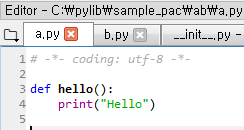 Editor - C:₩pylib₩sample_pac₩ab₩a.py
a.py b.py __init__.py
1 # -*- coding: utf-8 -*-
2
3 def hello():
4 print("Hello")
5